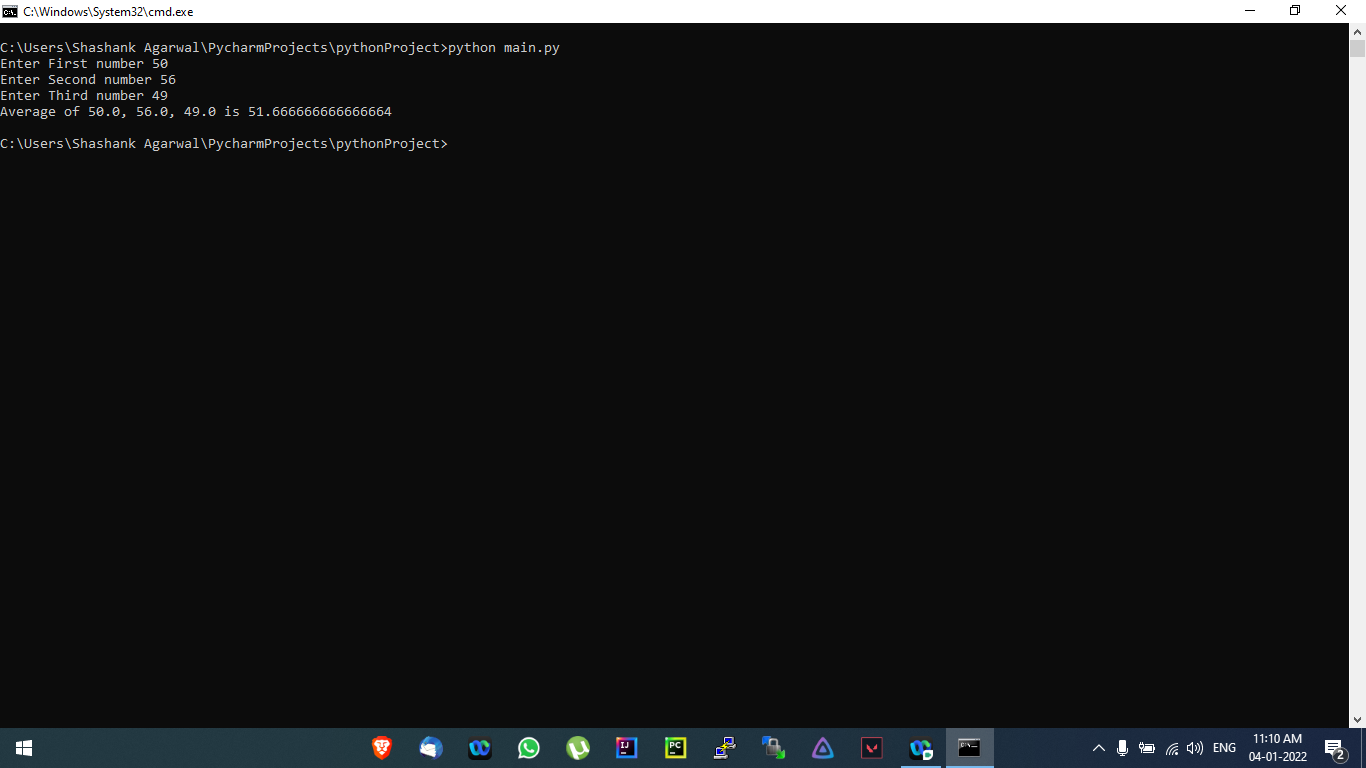 C:\Windows\System32\cmd.exe
C:\Users\Shashank Agarwal\PycharmProjects\pythonProject>python main.py
Enter First number 50
Enter Second number 56
Enter Third number 49
Average of 50.0, 56.0, 49.0 is 51.666666666666664
C:\Users\Shashank Agarwal\PycharmProjects\pythonProject>
IJ
PC
ENG
11:10 AM
04-01-2022
2